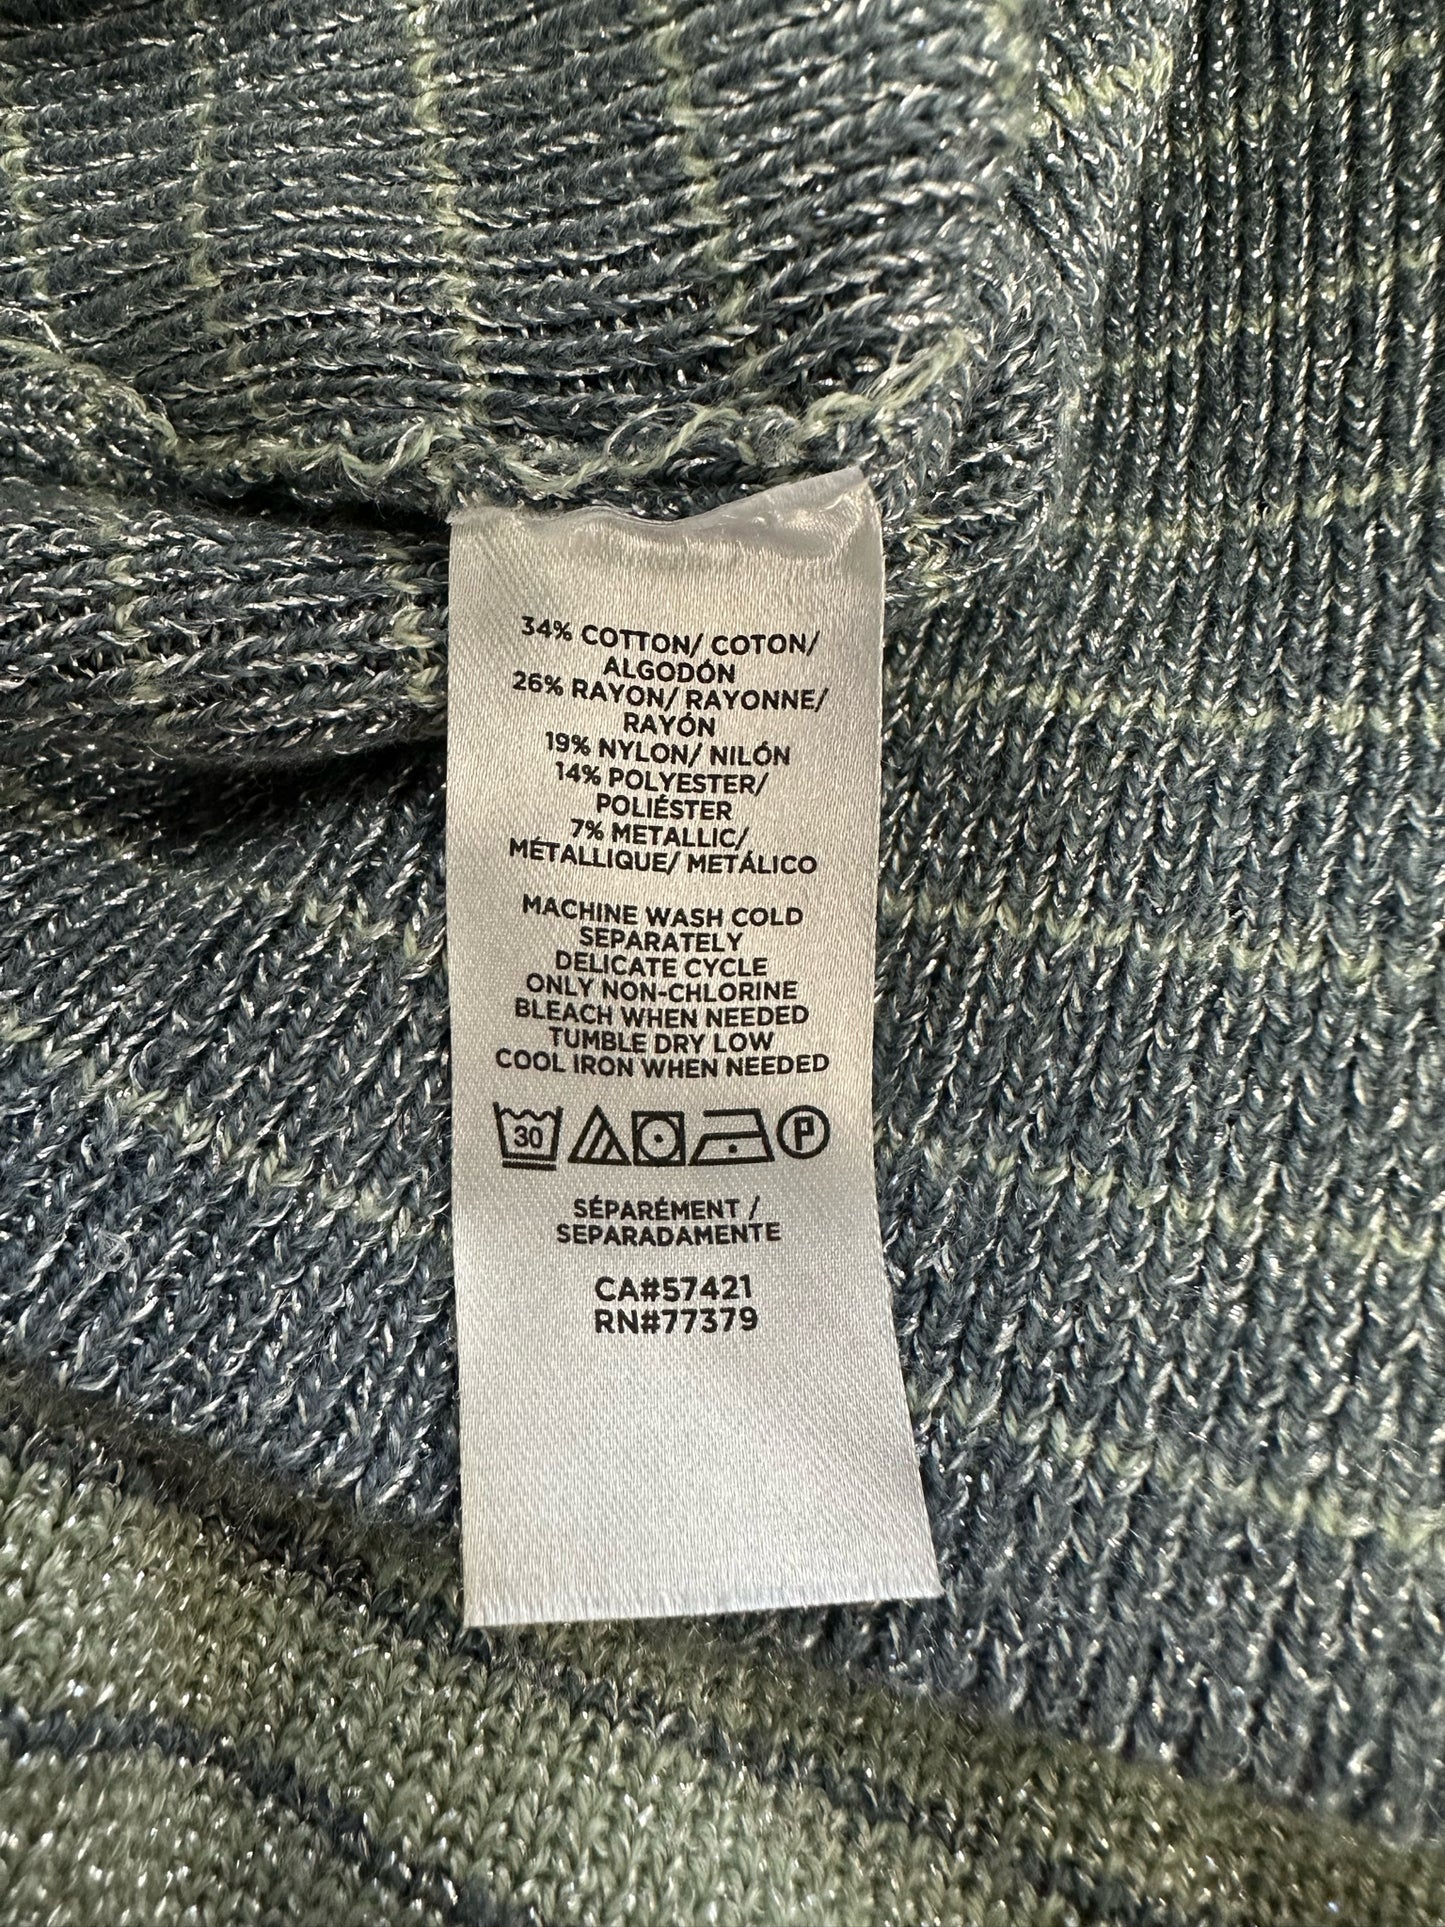 34% COTTON/ COTON/
ALGODÓN
26% RAYON/ RAYONNE/
RAYÓN
19% NYLON/ NILÓN
14% POLYESTER/
POLIÉSTER
7% METALLIC/
MÉTALLIQUE/ METÁLICO
MACHINE WASH COLD
SEPARATELY
DELICATE CYCLE
ONLY NON-CHLORINE
BLEACH WHEN NEEDED
TUMBLE DRY LOW
COOL IRON WHEN NEEDED
30 P
SÉPARÉMENT /
SEPARADAMENTE
CA#57421
RN#77379